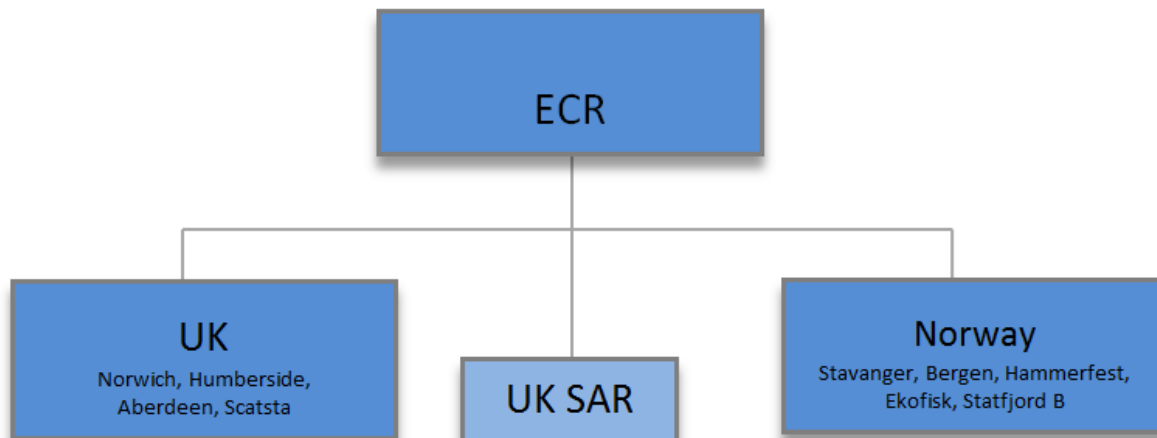 ECR
UK
Norwich, Humberside,
Aberdeen, Scatsta
UK SAR
Norway
Stavanger, Bergen, Hammerfest,
Ekofisk, Statfjord B